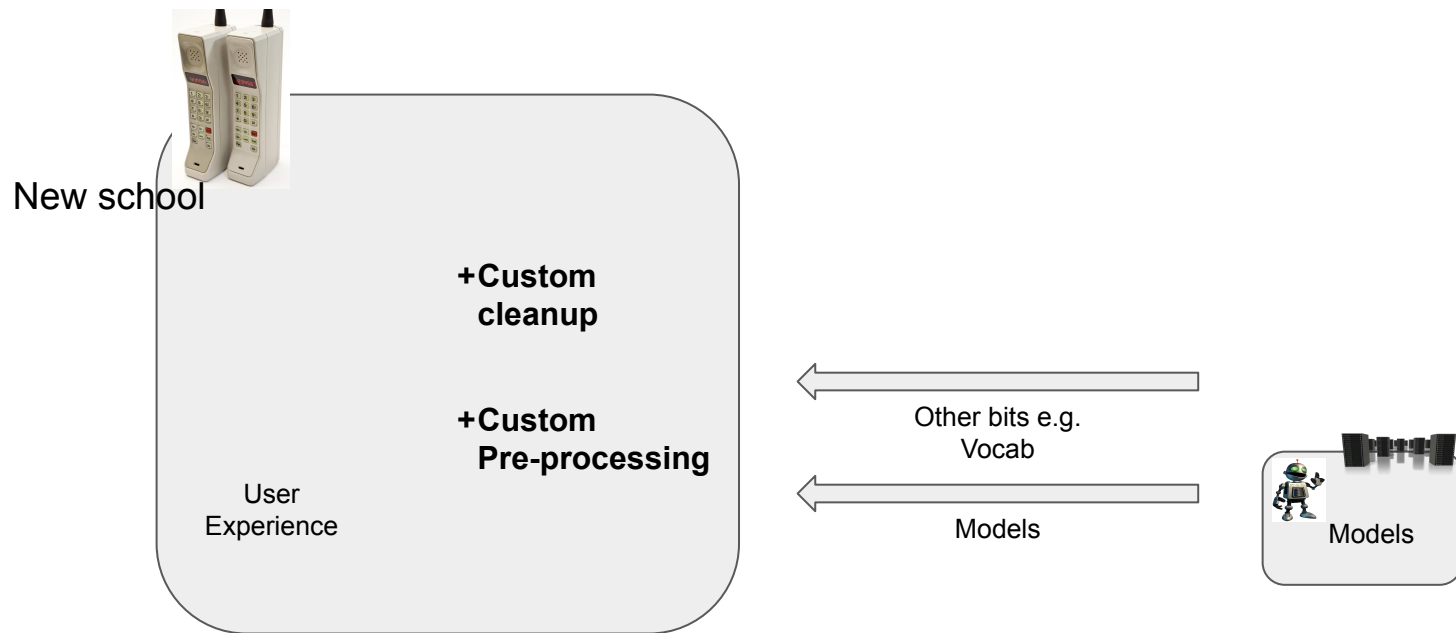 New school
+Custom
cleanup
+Custom
Pre-processing
User
Experience
Other bits e.g.
Vocab
Models
Models